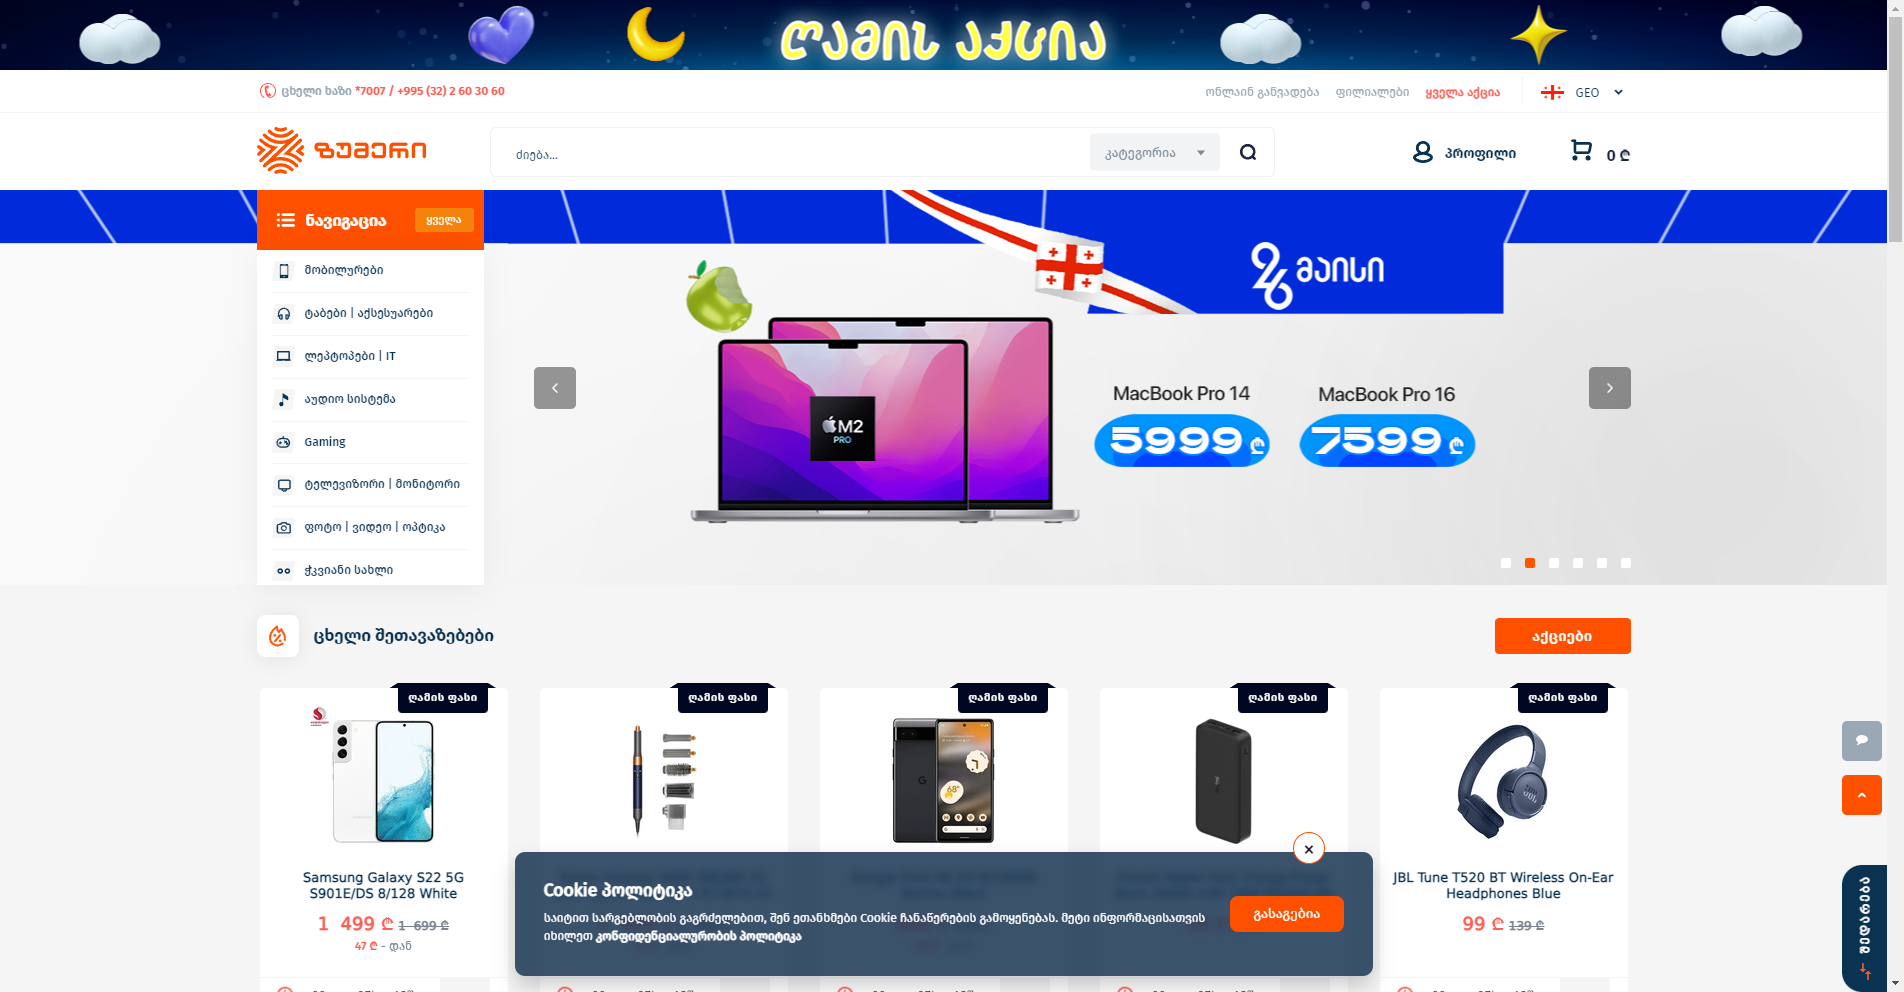 ღამის აქცია
ცხელი ხაზი *7007 / +995 (32) 2 60 30 60
ონლაინ განვადება ფილიალები ყველა აქცია GEO
ზუმერი
ძიება... კატეგორია
პროფილი 0 ₾
ნავიგაცია ყველა
მობილურები
ტაბები | აქსესუარები
ლეპტოპები | IT
აუდიო სისტემა
Gaming
ტელევიზორი | მონიტორი
ფოტო | ვიდეო | ოპტიკა
ჭკვიანი სახლი
26 მაისი
M2
PRO
MacBook Pro 14 MacBook Pro 16
5999 ₾ 7599 ₾
ცხელი შეთავაზებები აქციები
ღამის ფასი ღამის ფასი ღამის ფასი ღამის ფასი ღამის ფასი
Samsung Galaxy S22 5G
S901E/DS 8/128 White
1 499 ₾ 1 699 ₾
47 ₾ - დან
JBL Tune T520 BT Wireless On-Ear
Headphones Blue
99 ₾ 139 ₾
Cookie პოლიტიკა
საიტით სარგებლობის გაგრძელებით, შენ ეთანხმები Cookie ჩანაწერების გამოყენებას. მეტი ინფორმაციისათვის
იხილეთ კონფიდენციალურობის პოლიტიკა
გასაგებია
შედარება